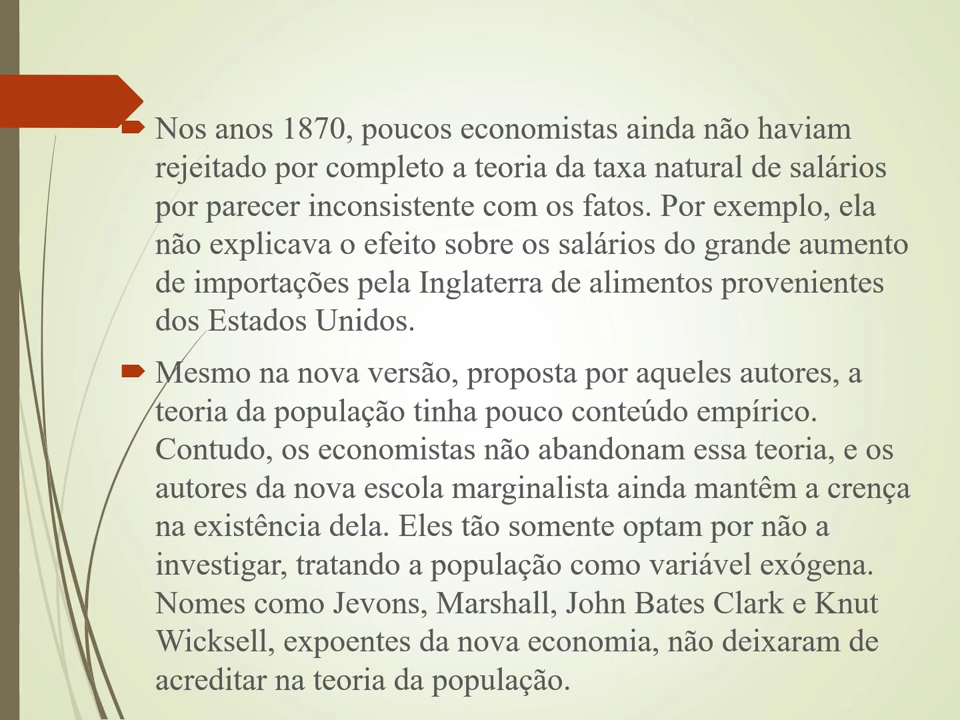 Nos anos 1870, poucos economistas ainda não haviam
rejeitado por completo a teoria da taxa natural de salários
por parecer inconsistente com os fatos. Por exemplo, ela
não explicava o efeito sobre os salários do grande aumento
de importações pela Inglaterra de alimentos provenientes
dos Estados Unidos.
Mesmo na nova versão, proposta por aqueles autores, a
teoria da população tinha pouco conteúdo empírico.
Contudo, os economistas não abandonam essa teoria, e os
autores da nova escola marginalista ainda mantêm a crença
na existência dela. Eles tão somente optam por não a
investigar, tratando a população como variável exógena.
Nomes como Jevons, Marshall, John Bates Clark e Knut
Wicksell, expoentes da nova economia, não deixaram de
acreditar na teoria da população.